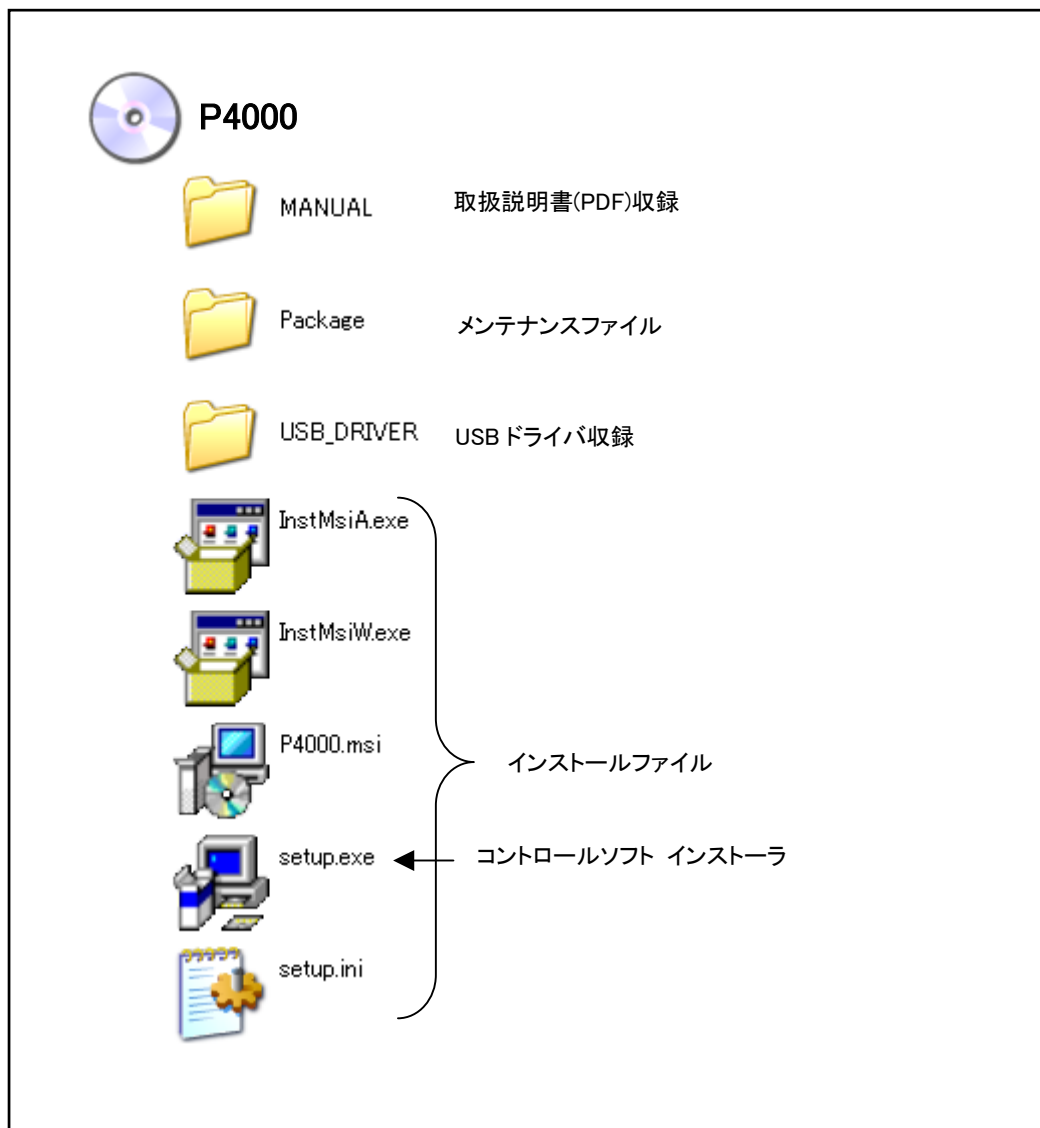 P4000
MANUAL 取扱説明書(PDF)収録
Package メンテナンスファイル
USB_DRIVER USBドライバ収録
InstMsiA.exe
InstMsiW.exe
P4000.msi
インストールファイル
setup.exe コントロールソフト インストーラ
setup.ini